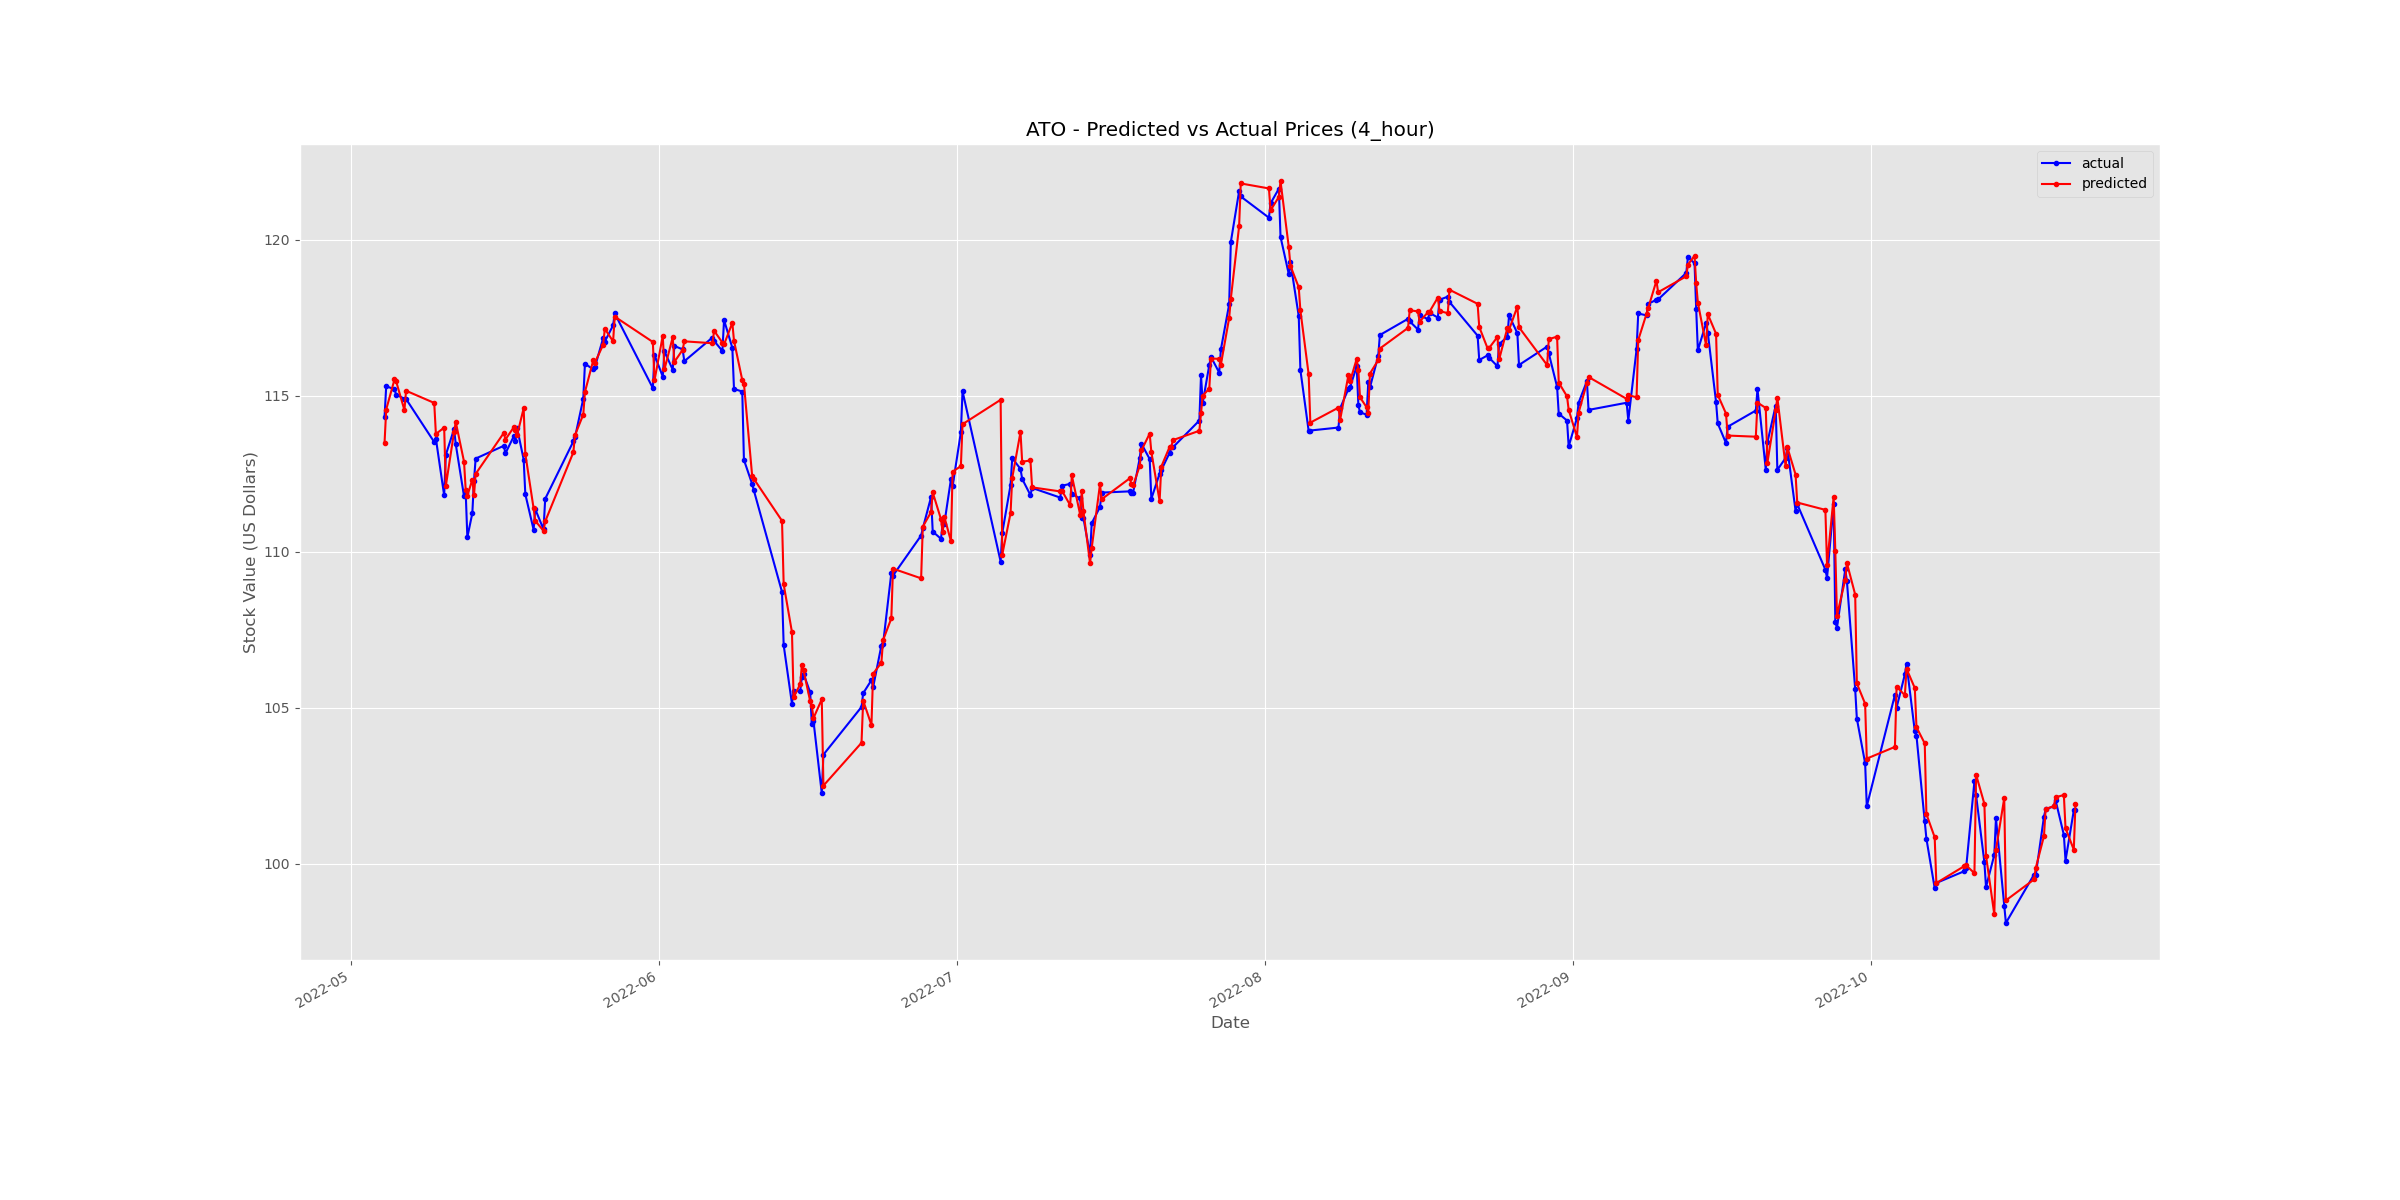 ATO - Predicted vs Actual Prices (4_hour)
actual
predicted
120
115
110
105
100
Stock Value (US Dollars)
2022-05
2022-06
2022-07
2022-08
2022-09
2022-10
Date